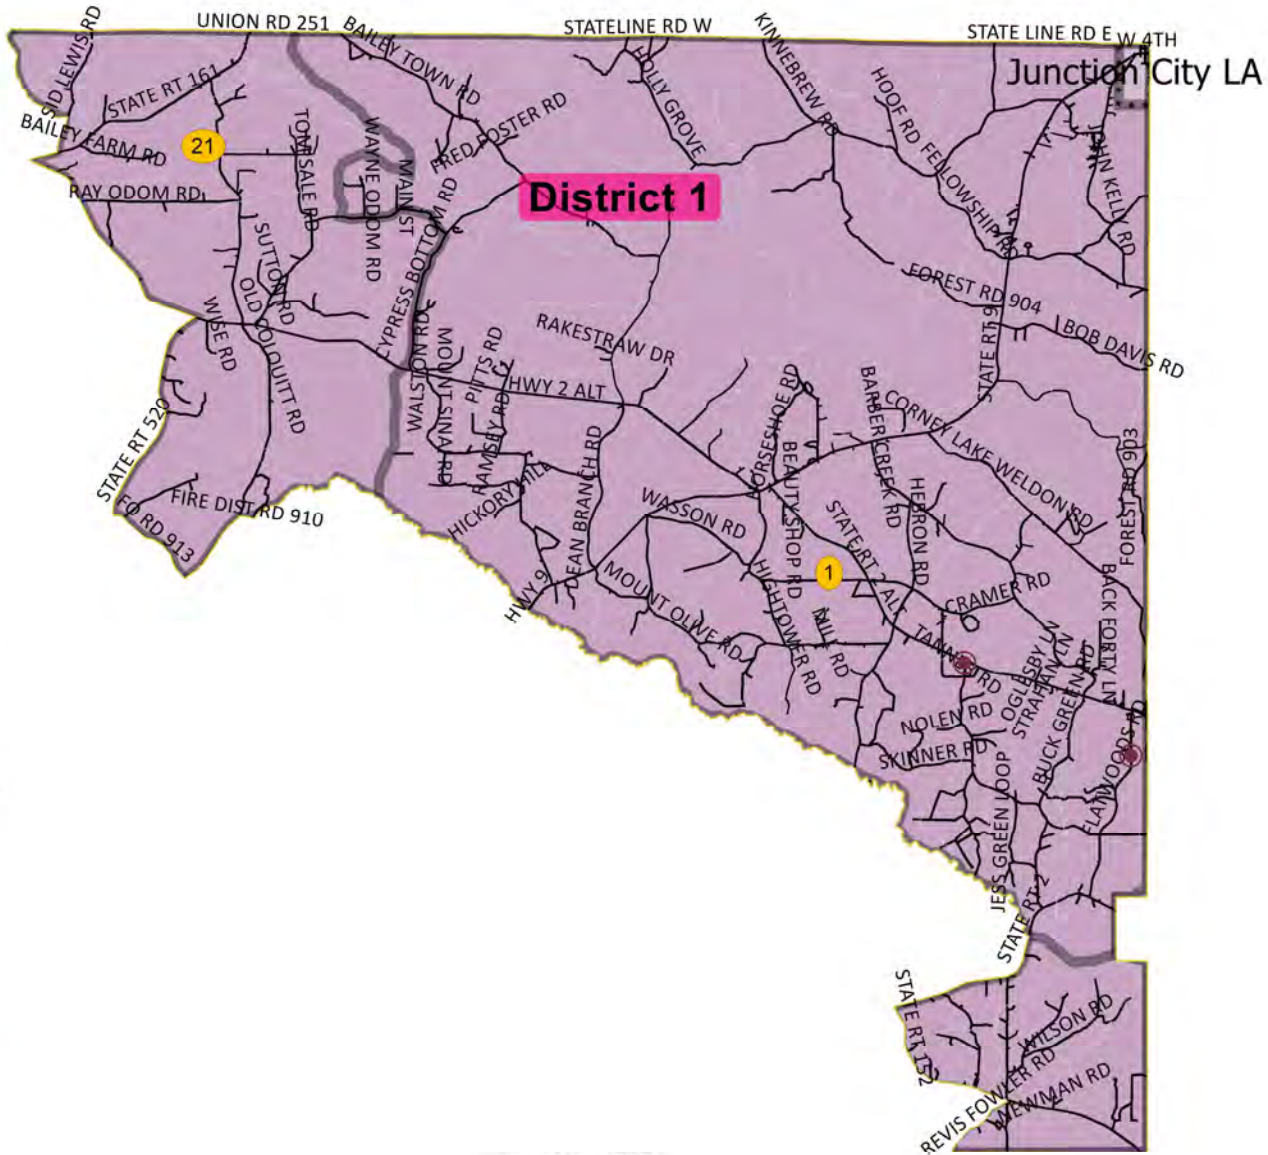 UNION RD 251
STATELINE RD W
STATE LINE RD E
W 4TH
Junction City LA
SID LEWIS RD
BAILEY TOWN RD
HOLLY GROVE
KINNEBREW RD
HOOF RD
STATE RT 161
FRED FOSTER RD
BAILEY FARM RD
21
TOM SALE RD
WAYNE ODOM RD
MAIN ST
FELLOWSHIP RD
RAY ODOM RD
District 1
SUTTON RD
CYPRESS BOTTOM RD
FOREST RD 904
BOB DAVIS RD
WISE RD
OLD COLQUITT RD
RAKESTRAW DR
STATE RT 9
WALSTON RD
MOUNT SINAI RD
PITTS RD
RAMSEY RD
HWY 2 ALT
HORSESHOE RD
BARBER CREEK RD
CORNEY LAKE WELDON RD
STATE RT 520
FIRE DIST RD 910
FO RD 913
HICKORY HILL
WASSON RD
BEAUTY SHOP RD
STATE RT 2 ALT
HEBRON RD
FOREST RD 903
HWY 9
MOUNT OLIVE RD
HIGHTOWER RD
1
CRAMER RD
BACK FORTY LN
OGLESBY LN
STRAHAN LN
BUCK GREEN RD
NOLEN RD
SKINNER RD
FLATWOODS RD
JESS GREEN LOOP
STATE RT 2
STATE RT 152
WILSON RD
REVIS FOWLER RD
NEWMAN RD